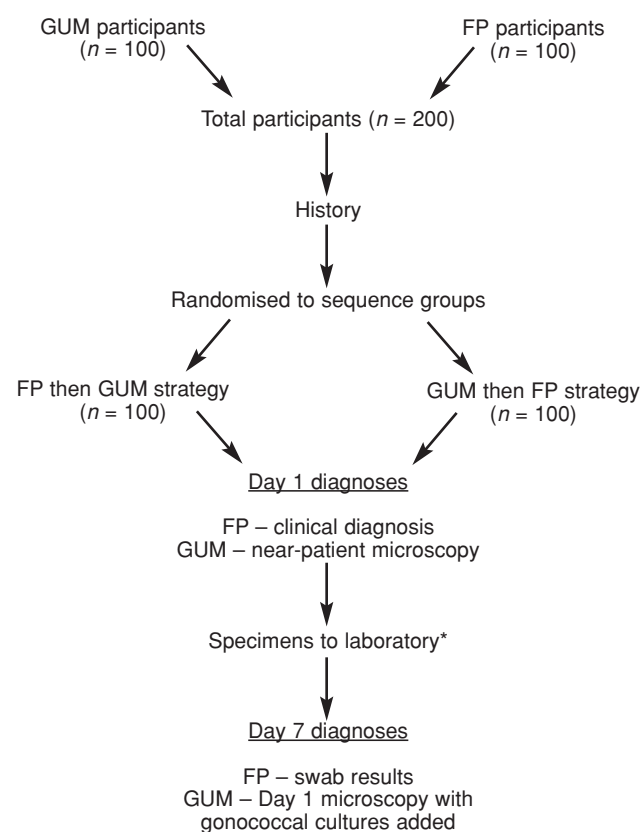 GUM participants
(n = 100)
FP participants
(n = 100)
Total participants (n = 200)
History
Randomised to sequence groups
FP then GUM strategy
(n = 100)
GUM then FP strategy
(n = 100)
Day 1 diagnoses
FP – clinical diagnosis
GUM – near-patient microscopy
Specimens to laboratory*
Day 7 diagnoses
FP – swab results
GUM – Day 1 microscopy with
gonococcal cultures added